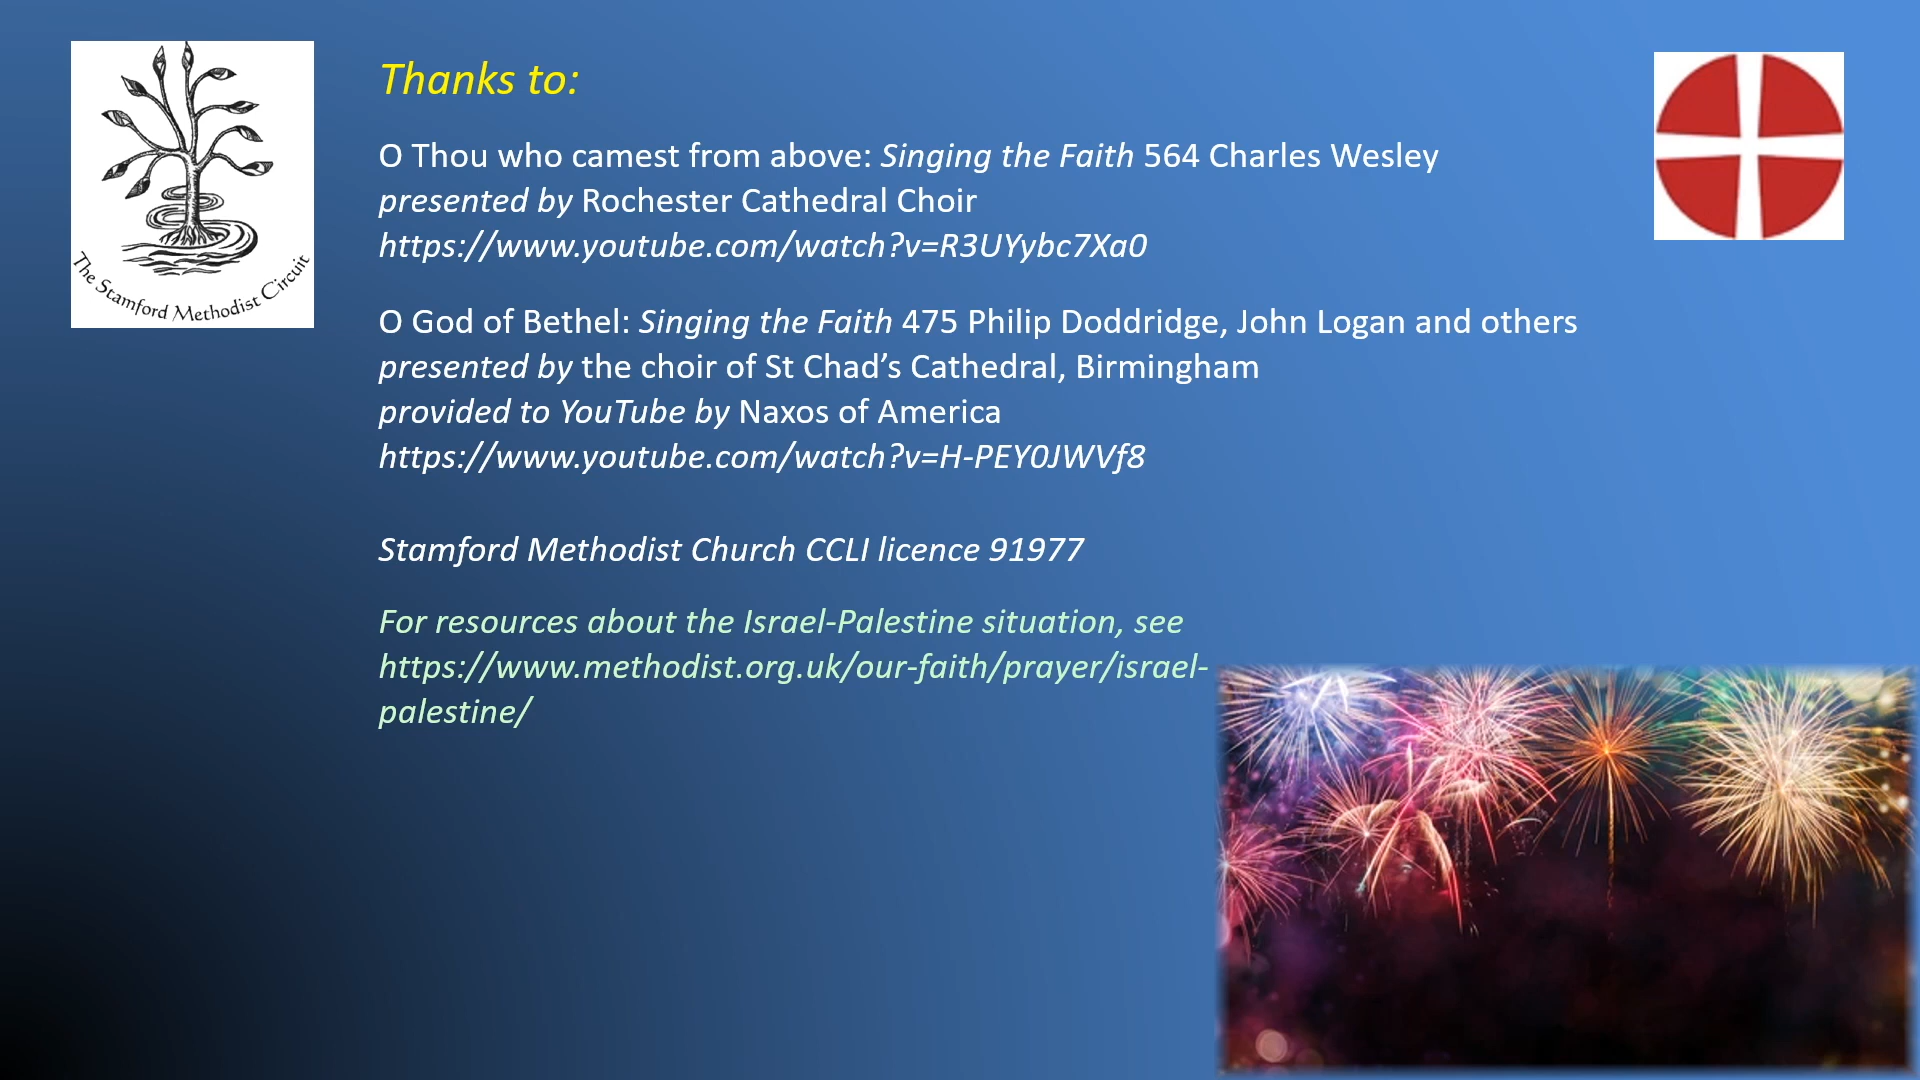 The Stamford Methodist Circuit
Thanks to:
O Thou who camest from above: Singing the Faith 564 Charles Wesley
presented by Rochester Cathedral Choir
https://www.youtube.com/watch?v=R3UYybc7Xa0
O God of Bethel: Singing the Faith 475 Philip Doddridge, John Logan and others
presented by the choir of St Chad’s Cathedral, Birmingham
provided to YouTube by Naxos of America
https://www.youtube.com/watch?v=H-PEY0JWVf8
Stamford Methodist Church CCLI licence 91977
For resources about the Israel-Palestine situation, see
https://www.methodist.org.uk/our-faith/prayer/israel-
palestine/